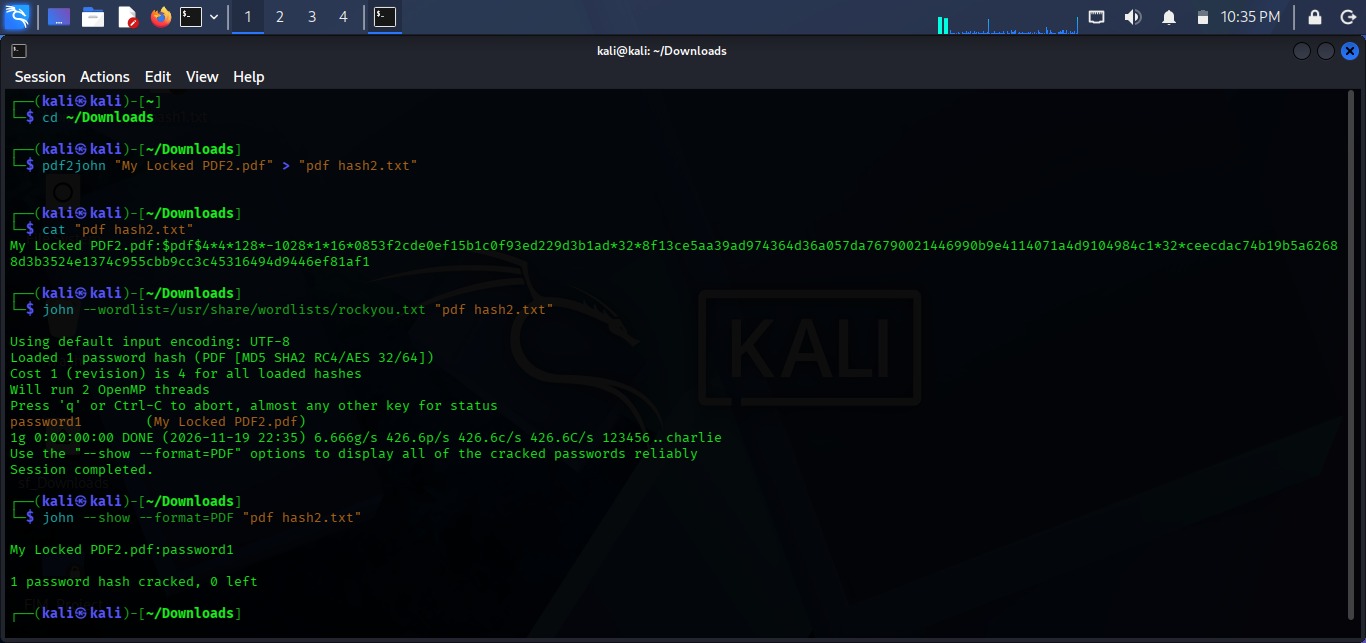 1 2 3 4 10:35 PM
kali@kali: ~/Downloads
Session Actions Edit View Help
┌──(kali㉿kali)-[~]
└─$ cd ~/Downloads
┌──(kali㉿kali)-[~/Downloads]
└─$ pdf2john "My Locked PDF2.pdf" > "pdf hash2.txt"
┌──(kali㉿kali)-[~/Downloads]
└─$ cat "pdf hash2.txt"
My Locked PDF2.pdf:$pdf$4*4*128*-1028*1*16*0853f2cde0ef15b1c0f93ed229d3b1ad*32*8f13ce5aa39ad974364d36a057da76790021446990b9e4114071a4d9104984c1*32*ceecdac74b19b5a6268
8d3b3524e1374c955cbb9cc3c45316494d9446ef81af1
┌──(kali㉿kali)-[~/Downloads]
└─$ john --wordlist=/usr/share/wordlists/rockyou.txt "pdf hash2.txt"
Using default input encoding: UTF-8
Loaded 1 password hash (PDF [MD5 SHA2 RC4/AES 32/64])
Cost 1 (revision) is 4 for all loaded hashes
Will run 2 OpenMP threads
Press 'q' or Ctrl-C to abort, almost any other key for status
password1        (My Locked PDF2.pdf)
1g 0:00:00:00 DONE (2026-11-19 22:35) 6.666g/s 426.6p/s 426.6c/s 426.6C/s 123456..charlie
Use the "--show --format=PDF" options to display all of the cracked passwords reliably
Session completed.
sf_Downloads
┌──(kali㉿kali)-[~/Downloads]
└─$ john --show --format=PDF "pdf hash2.txt"
My Locked PDF2.pdf:password1
1 password hash cracked, 0 left
┌──(kali㉿kali)-[~/Downloads]
KALI